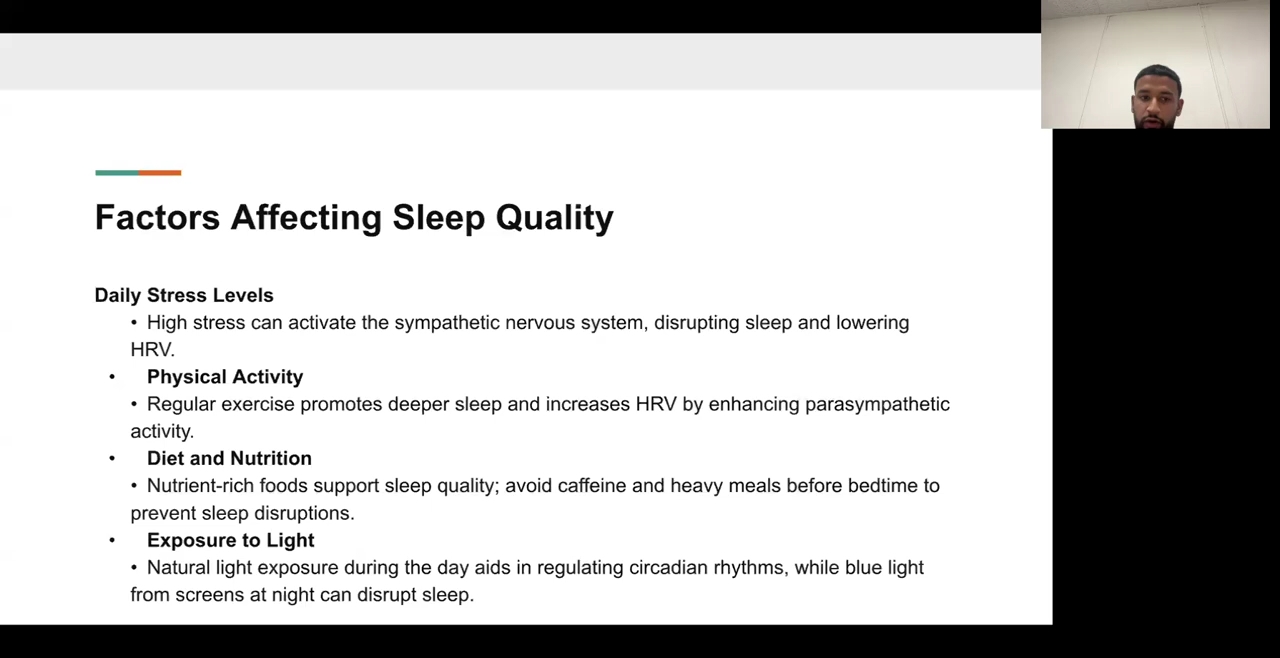 Factors Affecting Sleep Quality
Daily Stress Levels
• High stress can activate the sympathetic nervous system, disrupting sleep and lowering
HRV.
• Physical Activity
• Regular exercise promotes deeper sleep and increases HRV by enhancing parasympathetic
activity.
• Diet and Nutrition
• Nutrient-rich foods support sleep quality; avoid caffeine and heavy meals before bedtime to
prevent sleep disruptions.
• Exposure to Light
• Natural light exposure during the day aids in regulating circadian rhythms, while blue light
from screens at night can disrupt sleep.